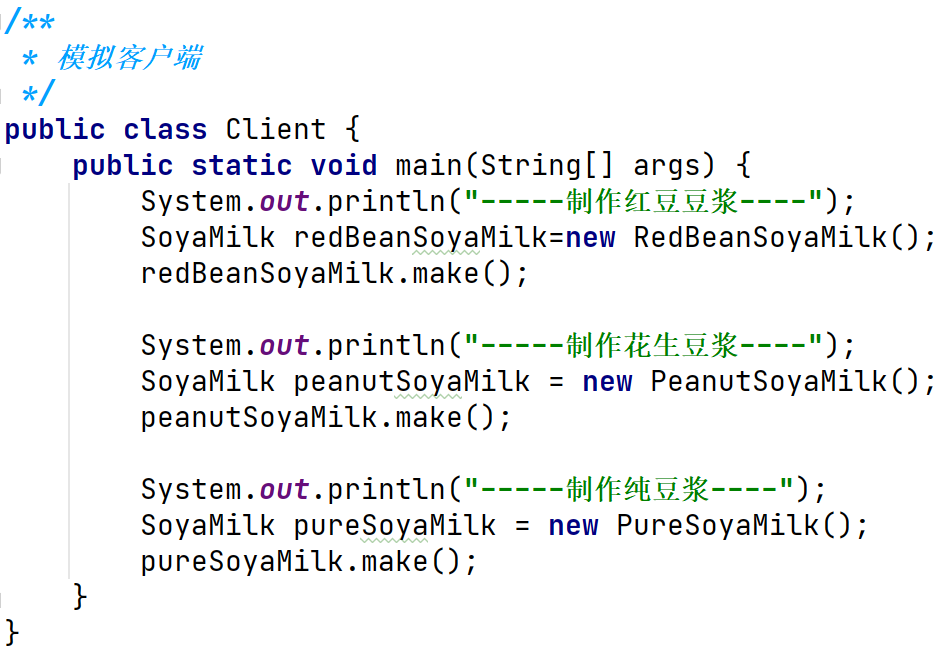 /**
 * 模拟客户端
 */
public class Client {
    public static void main(String[] args) {
        System.out.println("-----制作红豆豆浆----");
        SoyaMilk redBeanSoyaMilk=new RedBeanSoyaMilk();
        redBeanSoyaMilk.make();

        System.out.println("-----制作花生豆浆----");
        SoyaMilk peanutSoyaMilk = new PeanutSoyaMilk();
        peanutSoyaMilk.make();

        System.out.println("-----制作纯豆浆----");
        SoyaMilk pureSoyaMilk = new PureSoyaMilk();
        pureSoyaMilk.make();
    }
}